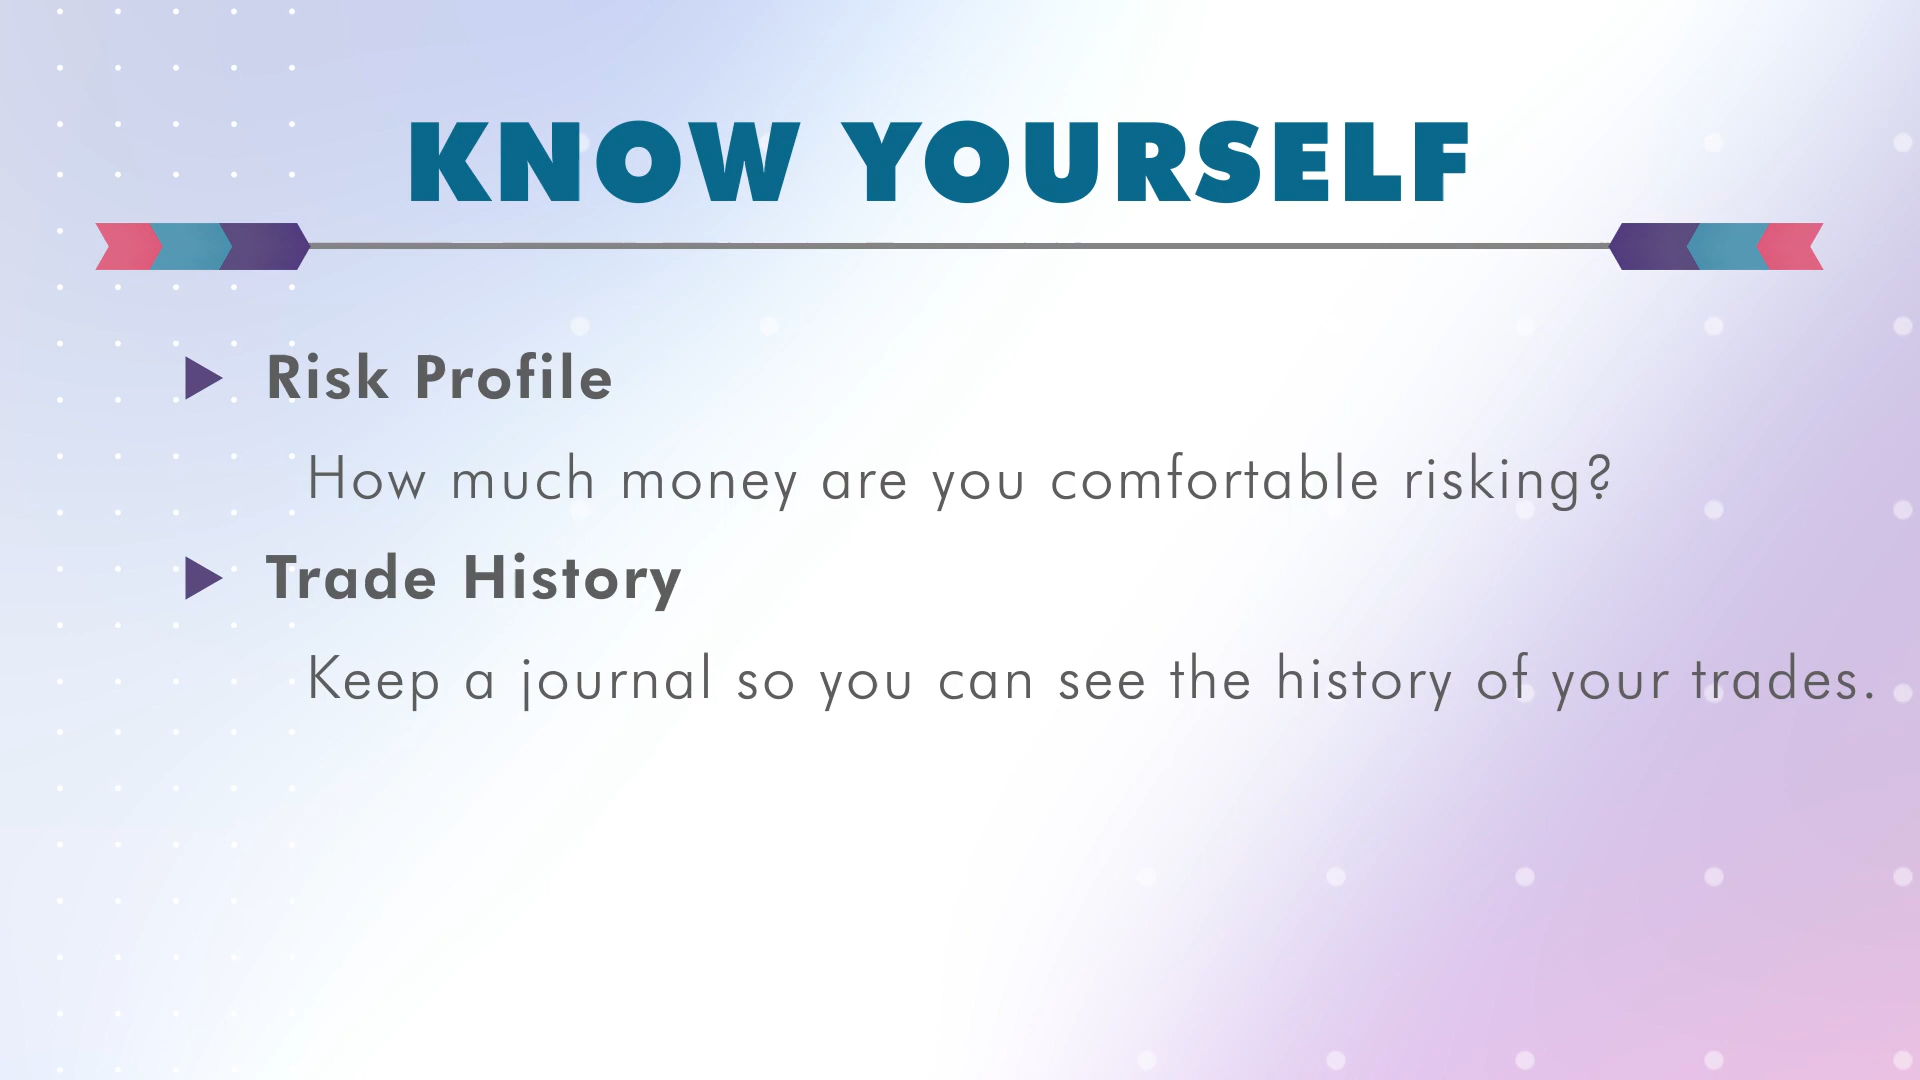 KNOW YOURSELF
Risk Profile
How much money are you comfortable risking?
Trade History
Keep a journal so you can see the history of your trades.